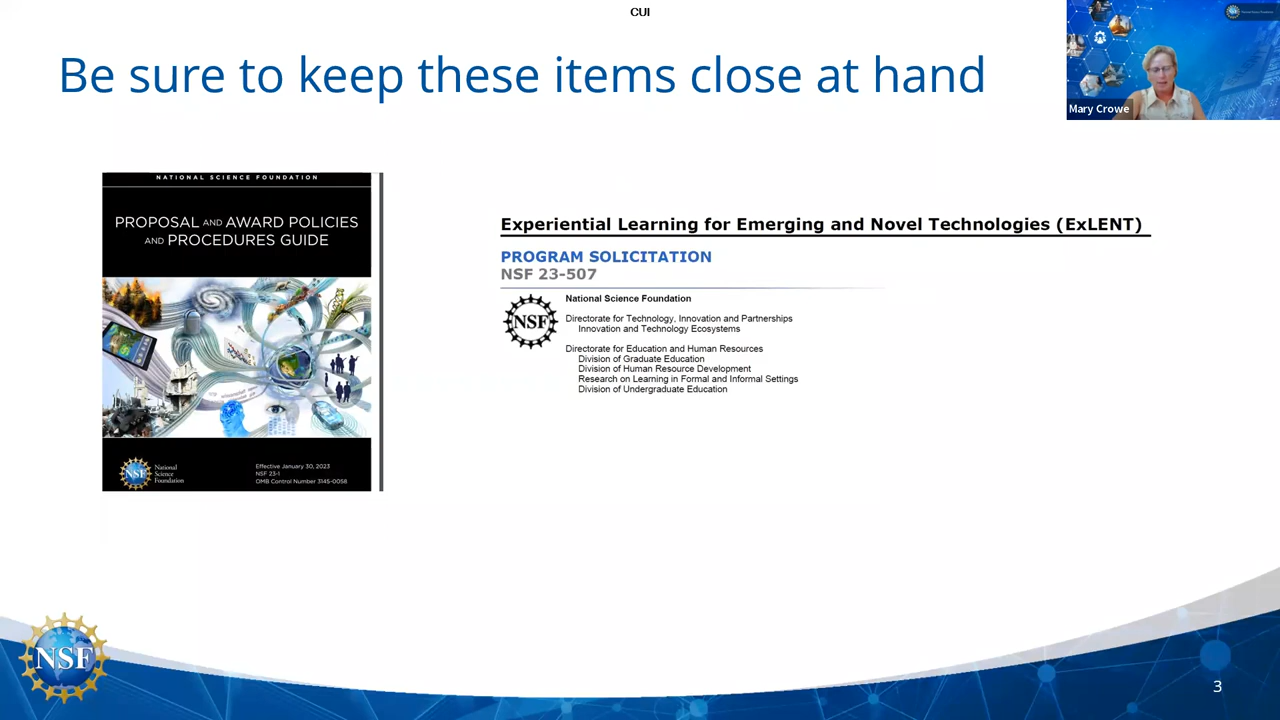 CUI
Be sure to keep these items close at hand
Mary Crowe
NATIONAL SCIENCE FOUNDATION
PROPOSAL AND AWARD POLICIES
AND PROCEDURES GUIDE
NSF
National
Science
Foundation
Effective January 30, 2023
NSF 23-1
OMB Control Number 3145-0058
Experiential Learning for Emerging and Novel Technologies (ExLENT)
PROGRAM SOLICITATION
NSF 23-507
NSF
National Science Foundation
Directorate for Technology, Innovation and Partnerships
Innovation and Technology Ecosystems
Directorate for Education and Human Resources
Division of Graduate Education
Division of Human Resource Development
Research on Learning in Formal and Informal Settings
Division of Undergraduate Education
NSF
3